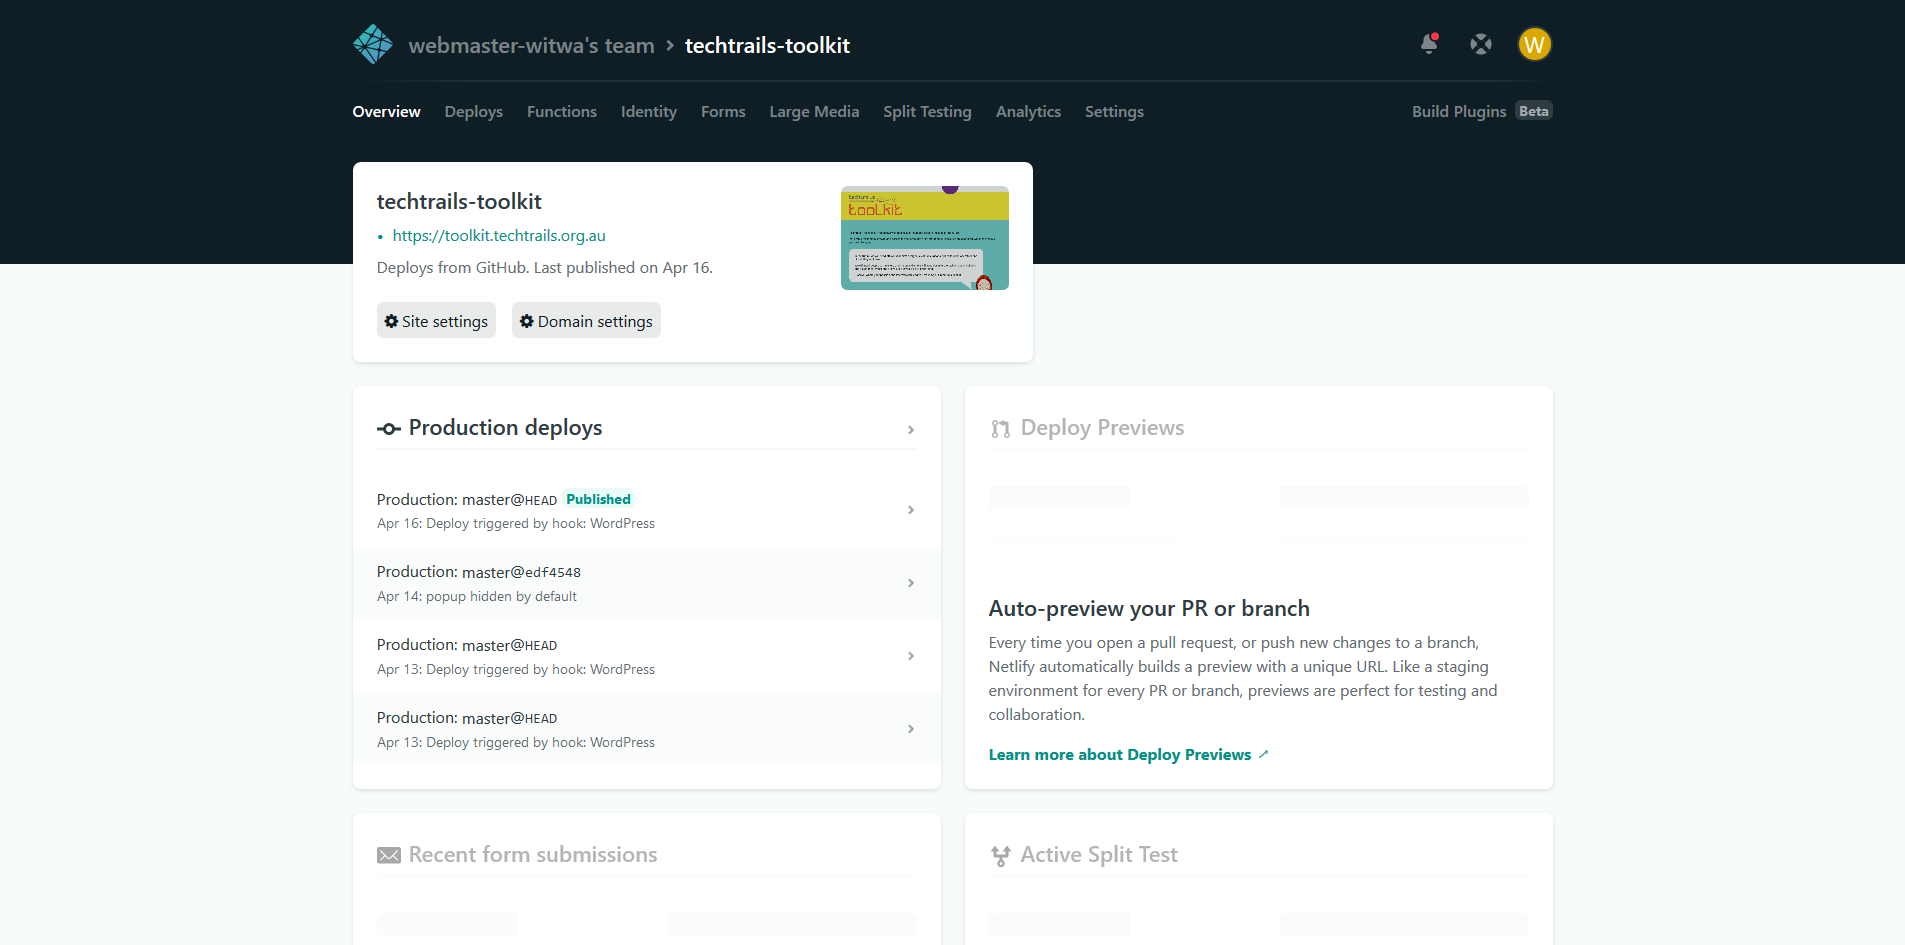 webmaster-witwa's team > techtrails-toolkit
W
Overview Deploys Functions Identity Forms Large Media Split Testing Analytics Settings Build Plugins Beta
techtrails-toolkit
https://toolkit.techtrails.org.au
Deploys from GitHub. Last published on Apr 16.
Site settings Domain settings
toolkit
Production deploys
Production: master@HEAD Published
Apr 16: Deploy triggered by hook: WordPress
Production: master@edf4548
Apr 14: popup hidden by default
Production: master@HEAD
Apr 13: Deploy triggered by hook: WordPress
Production: master@HEAD
Apr 13: Deploy triggered by hook: WordPress
Deploy Previews
Auto-preview your PR or branch
Every time you open a pull request, or push new changes to a branch,
Netlify automatically builds a preview with a unique URL. Like a staging
environment for every PR or branch, previews are perfect for testing and
collaboration.
Learn more about Deploy Previews
Recent form submissions
Active Split Test